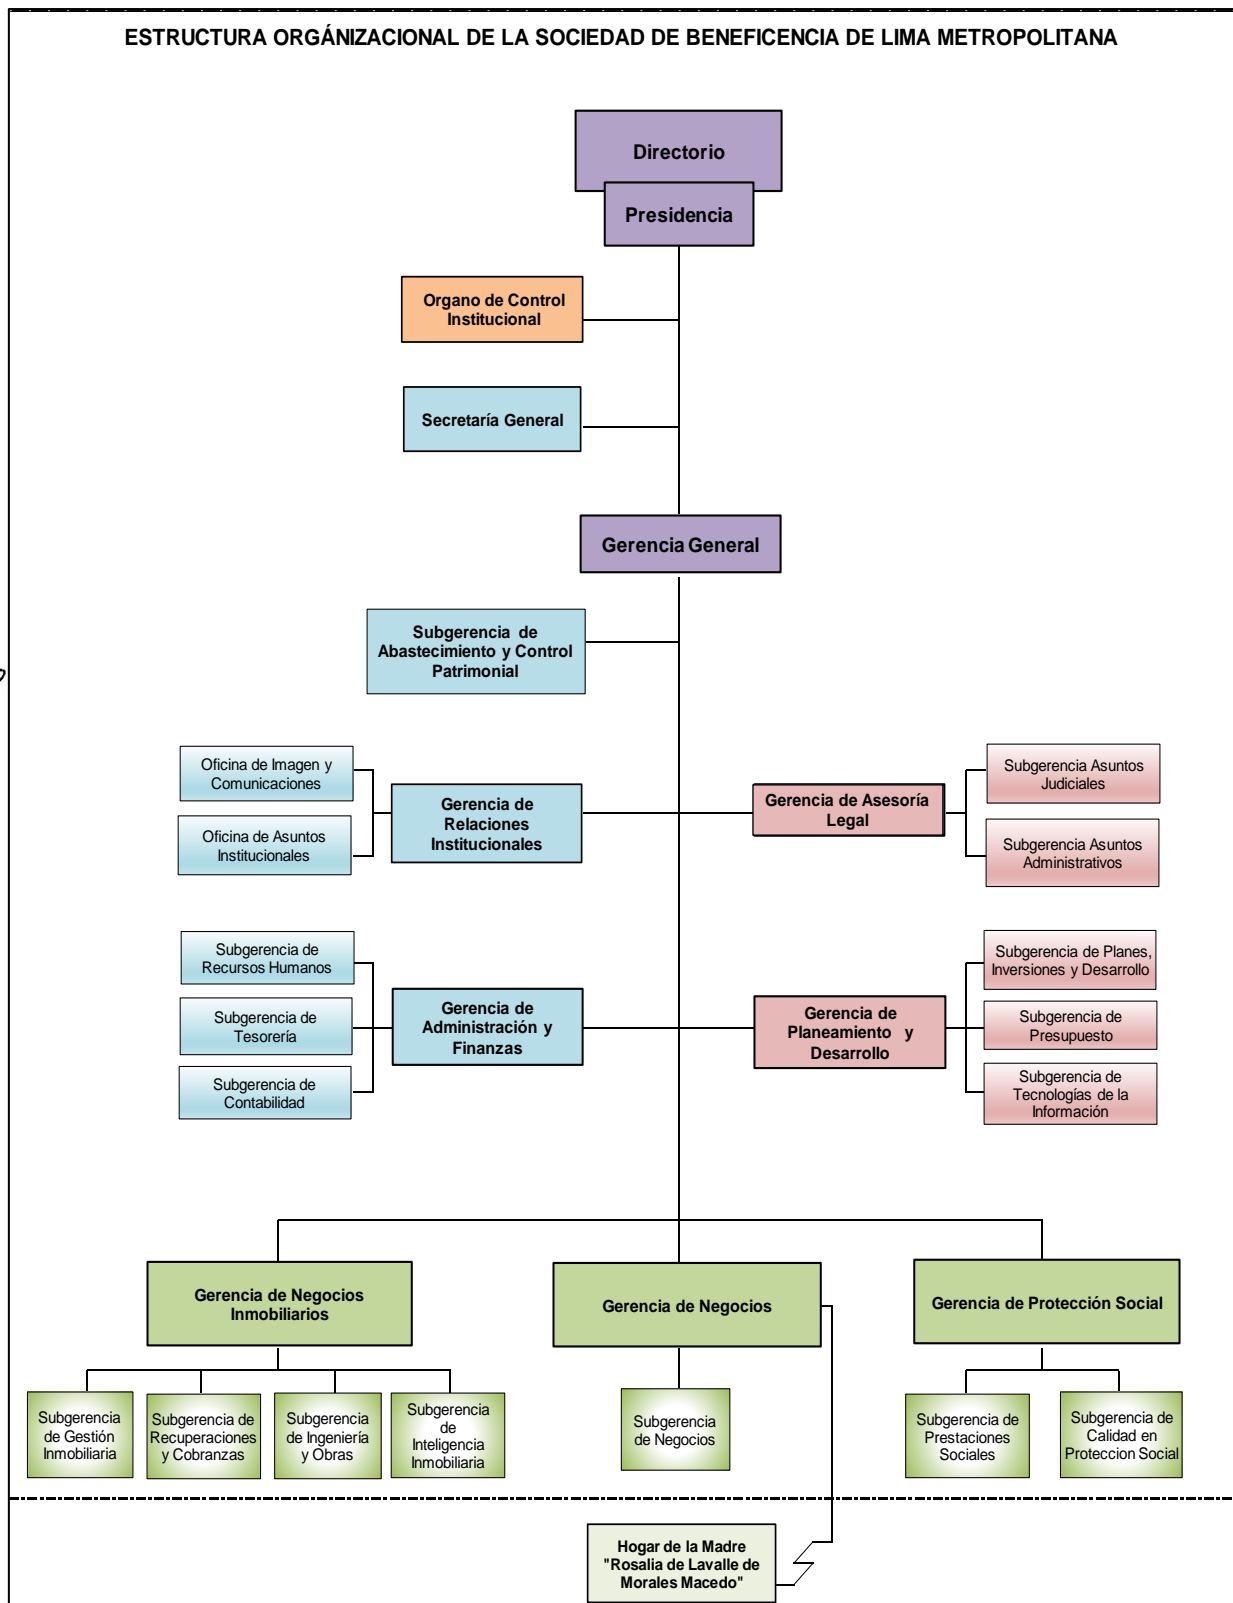 ESTRUCTURA ORGÁNIZACIONAL DE LA SOCIEDAD DE BENEFICENCIA DE LIMA METROPOLITANA
Directorio
Presidencia
Organo de Control
Institucional
Secretaría General
Gerencia General
Subgerencia de
Abastecimiento y Control
Patrimonial
Oficina de Imagen y
Comunicaciones
Oficina de Asuntos
Institucionales
Gerencia de
Relaciones
Institucionales
Gerencia de Asesoría
Legal
Subgerencia Asuntos
Judiciales
Subgerencia Asuntos
Administrativos
Subgerencia de
Recursos Humanos
Subgerencia de
Tesorería
Subgerencia de
Contabilidad
Gerencia de
Administración y
Finanzas
Gerencia de
Planeamiento y
Desarrollo
Subgerencia de Planes,
Inversiones y Desarrollo
Subgerencia de
Presupuesto
Subgerencia de
Tecnologías de la
Información
Gerencia de Negocios
Inmobiliarios
Gerencia de Negocios
Gerencia de Protección Social
Subgerencia
de Gestión
Inmobiliaria
Subgerencia de
Recuperaciones
y Cobranzas
Subgerencia
de Ingeniería
y Obras
Subgerencia
de
Inteligencia
Inmobiliaria
Subgerencia
de Negocios
Subgerencia de
Prestaciones
Sociales
Subgerencia de
Calidad en
Proteccion Social
Hogar de la Madre
"Rosalia de Lavalle de
Morales Macedo"